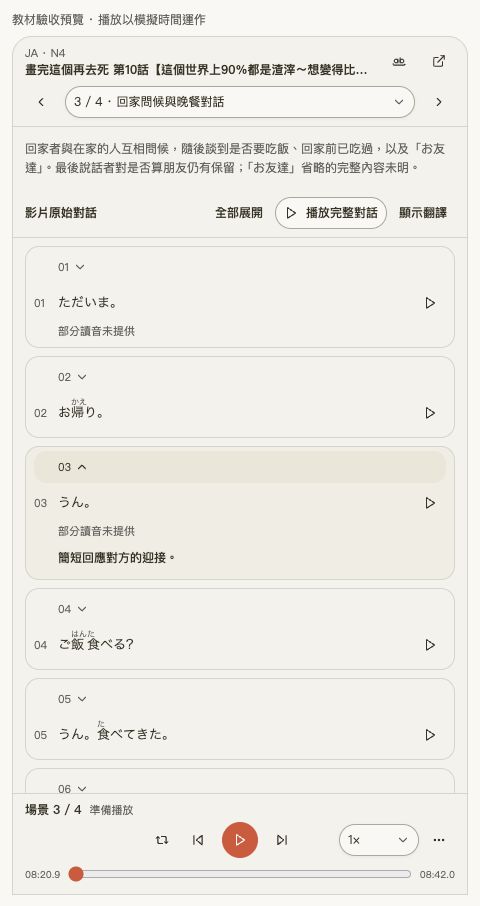 教材驗收預覽 · 播放以模擬時間運作
JA · N4
畫完這個再去死 第10話【這個世界上90%都是渣滓～想變得比…
ab
3 / 4 · 回家問候與晚餐對話
回家者與在家的人互相問候，隨後談到是否要吃飯、回家前已吃過，以及「お友
達」。最後說話者對是否算朋友仍有保留；「お友達」省略的完整內容未明。
影片原始對話 全部展開 播放完整對話 顯示翻譯
01
01 ただいま。
部分讀音未提供
02
かえ
02 お帰り。
03
03 うん。
部分讀音未提供
簡短回應對方的迎接。
04
はんた
04 ご飯食べる?
05
た
05 うん。食べてきた。
06
場景 3 / 4 準備播放
1×
08:20.9 08:42.0